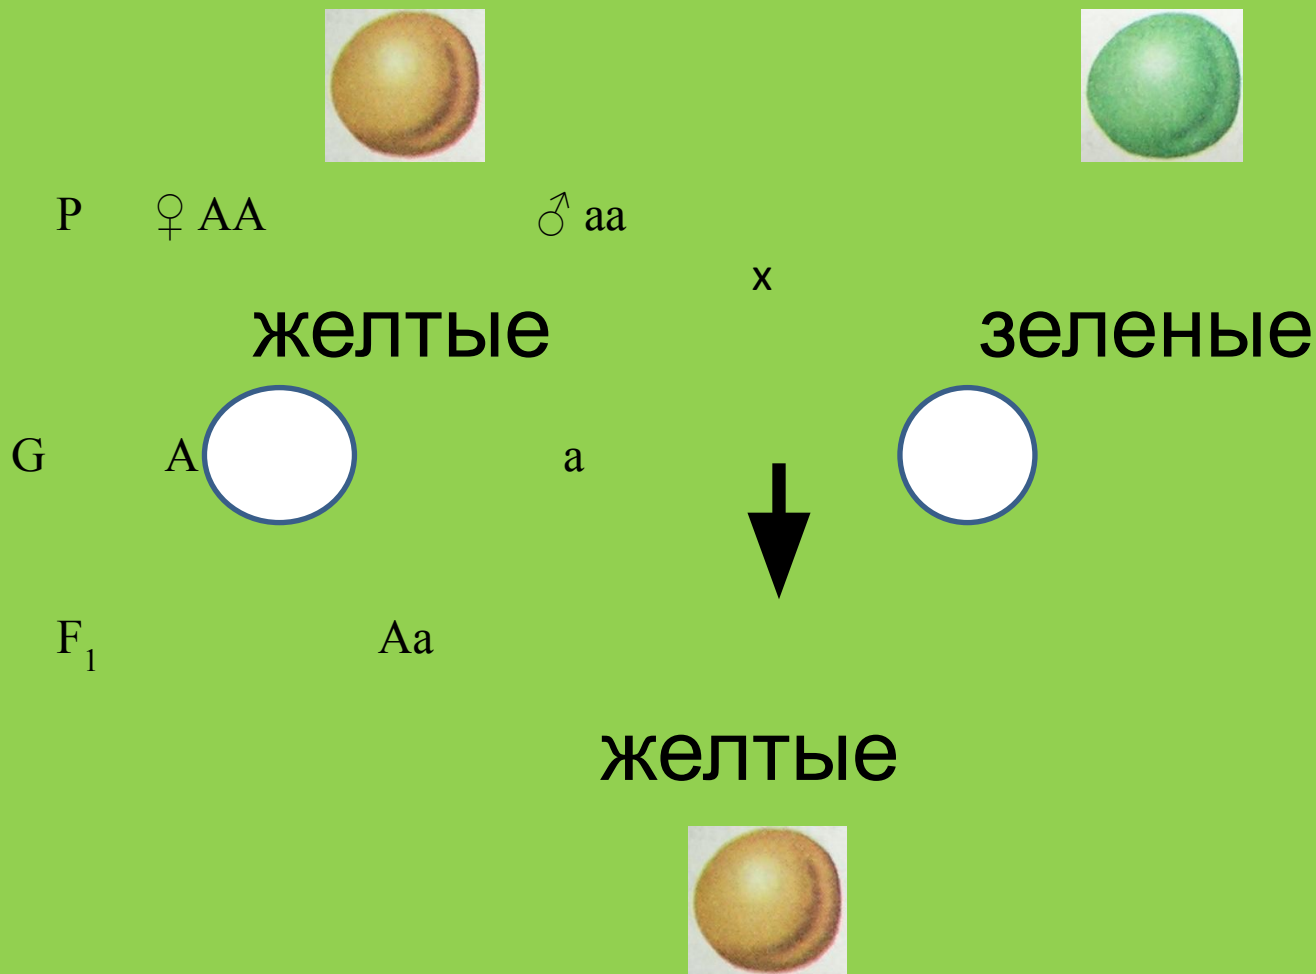 P ♀ AA ♂ aa
x
желтые зеленые
G A a
F₁ Aa
желтые